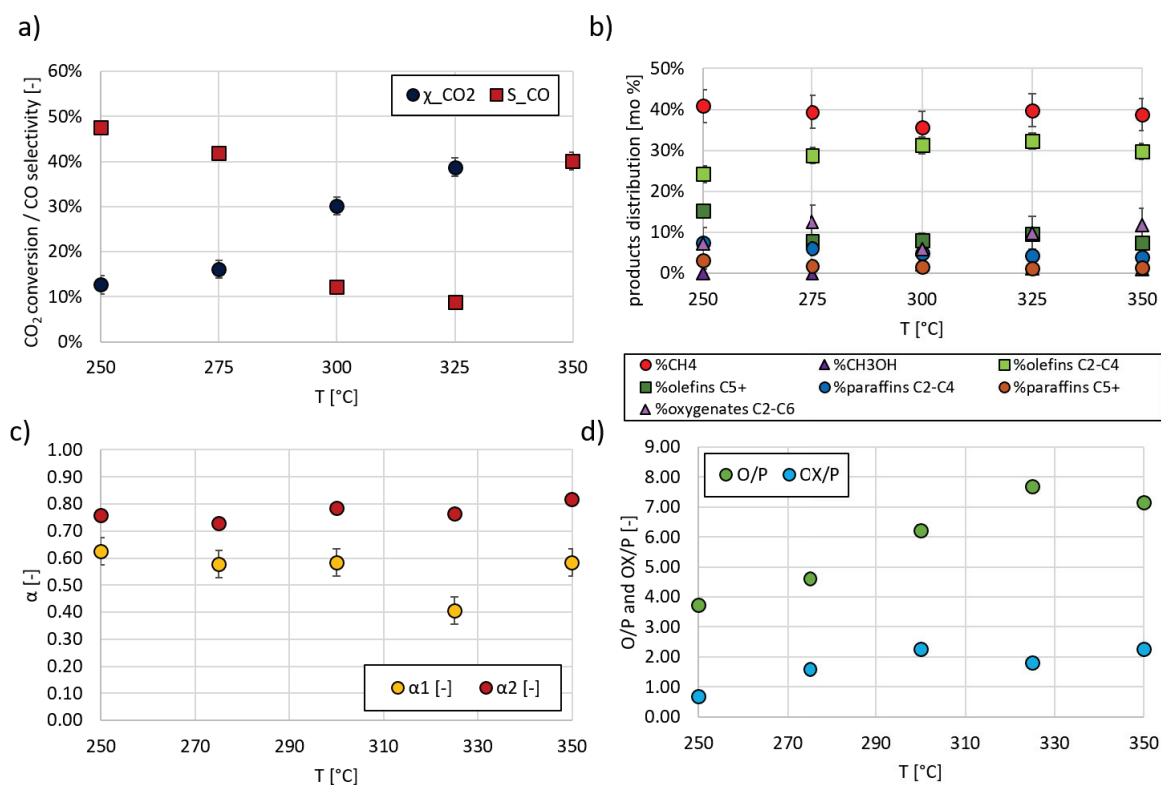 a)
60%
50%
40%
30%
20%
10%
0%
CO2 conversion / CO selectivity [-]
χ_CO2 S_CO
250 275 300 325 350
T [°C]
b)
50%
40%
30%
20%
10%
0%
products distribution [mo %]
250 275 300 325 350
T [°C]
%CH4 %CH3OH %olefins C2-C4
%olefins C5+ %paraffins C2-C4 %paraffins C5+
%oxygenates C2-C6
c)
1.00
0.90
0.80
0.70
0.60
0.50
0.40
0.30
0.20
0.10
0.00
α [-]
α1 [-] α2 [-]
250 270 290 310 330 350
T [°C]
d)
9.00
8.00
7.00
6.00
5.00
4.00
3.00
2.00
1.00
0.00
O/P and OX/P [-]
O/P OX/P
250 270 290 310 330 350
T [°C]